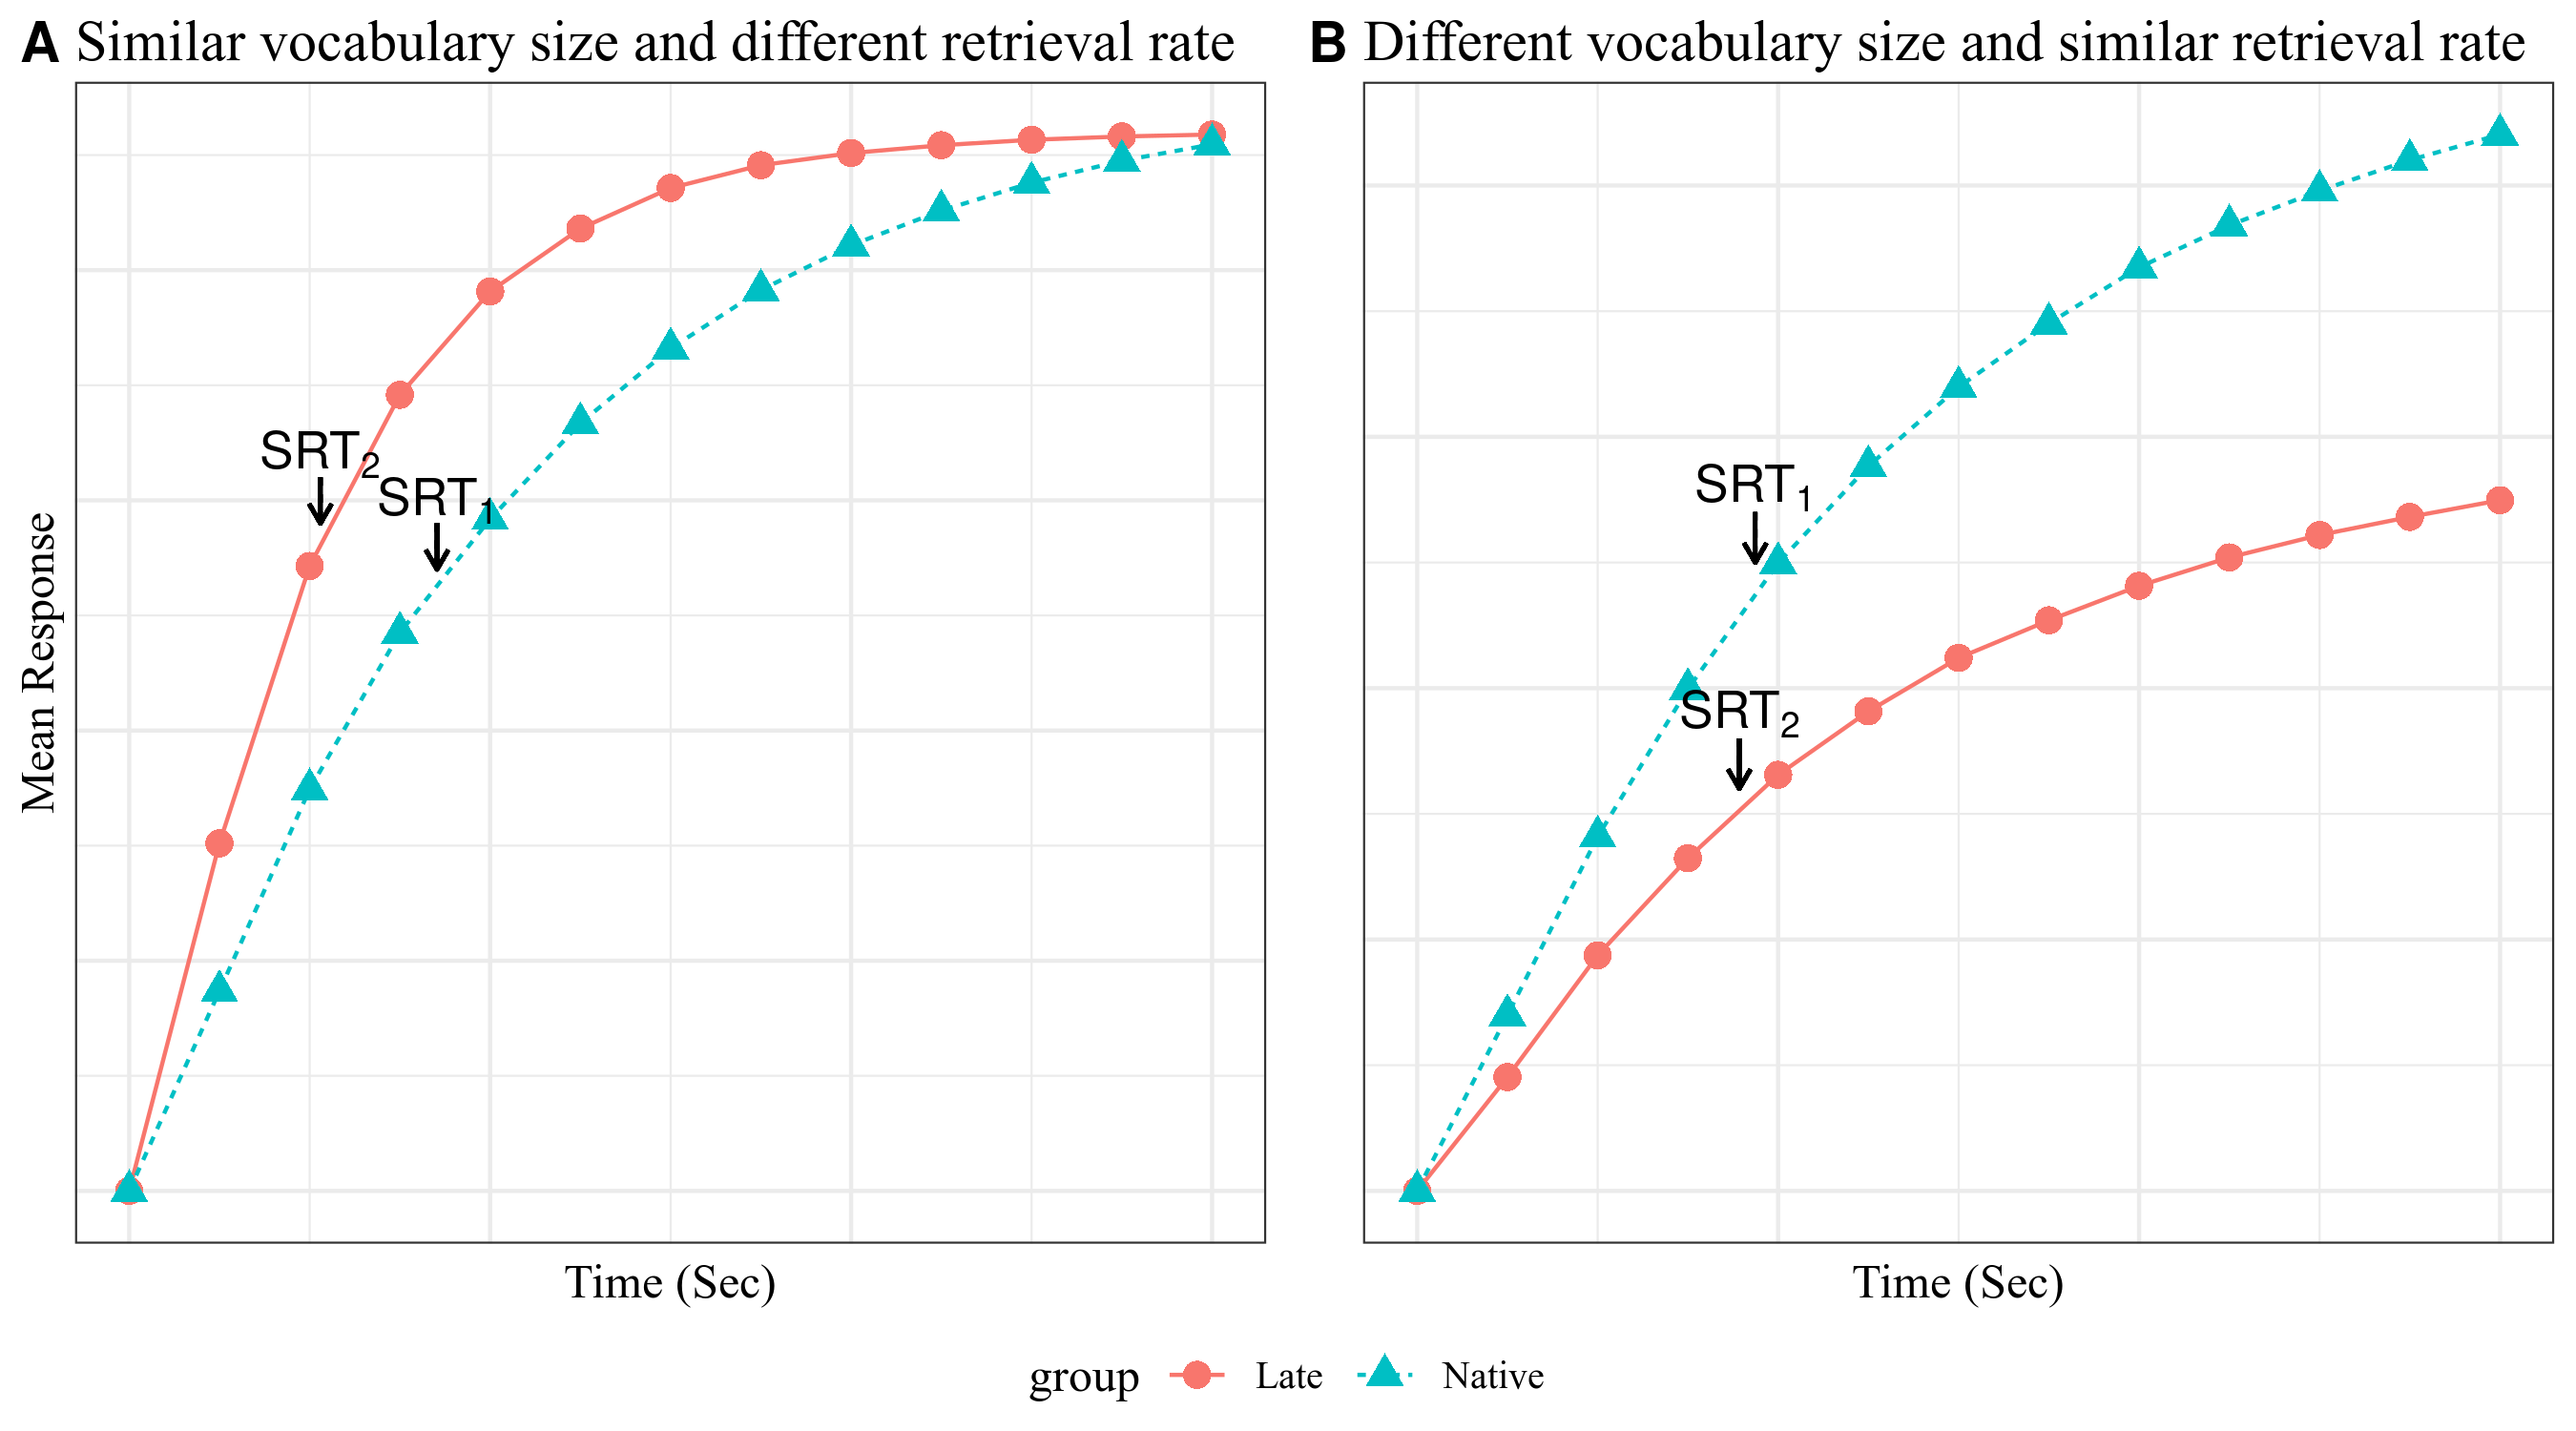 A Similar vocabulary size and different retrieval rate
SRT₂
SRT₁
Mean Response
Time (Sec)
B Different vocabulary size and similar retrieval rate
SRT₁
SRT₂
Time (Sec)
group Late Native